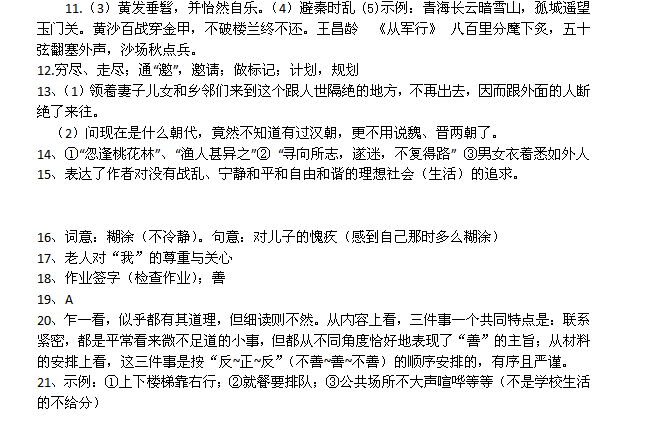 11.（3）黄发垂髫，并怡然自乐。（4）避秦时乱（5)示例：青海长云暗雪山，孤城遥望
玉门关。黄沙百战穿金甲，不破楼兰终不还。王昌龄 《从军行》 八百里分麾下炙，五十
弦翻塞外声，沙场秋点兵。
12.穷尽、走尽；通“邀”，邀请；做标记；计划，规划
13、（1）领着妻子儿女和乡邻们来到这个跟人世隔绝的地方，不再出去，因而跟外面的人断
绝了来往。
（2）问现在是什么朝代，竟然不知道有过汉朝，更不用说魏、晋两朝了。
14、①“忽逢桃花林”、“渔人甚异之”② “寻向所志，遂迷，不复得路” ③男女衣着悉如外人
15、表达了作者对没有战乱、宁静和平和自由和谐的理想社会（生活）的追求。
16、词意：糊涂（不冷静）。句意：对儿子的愧疚（感到自己那时多么糊涂）
17、老人对“我”的尊重与关心
18、作业签字（检查作业）；善
19、A
20、乍一看，似乎都有其道理，但细读则不然。从内容上看，三件事一个共同特点是：联系
紧密，都是平常看来微不足道的小事，但都从不同角度恰好地表现了“善”的主旨；从材料
的安排上看，这三件事是按“反~正~反”（不善~善~不善）的顺序安排的，有序且严谨。
21、示例：①上下楼梯靠右行；②就餐要排队；③公共场所不大声喧哗等等（不是学校生活
的不给分）